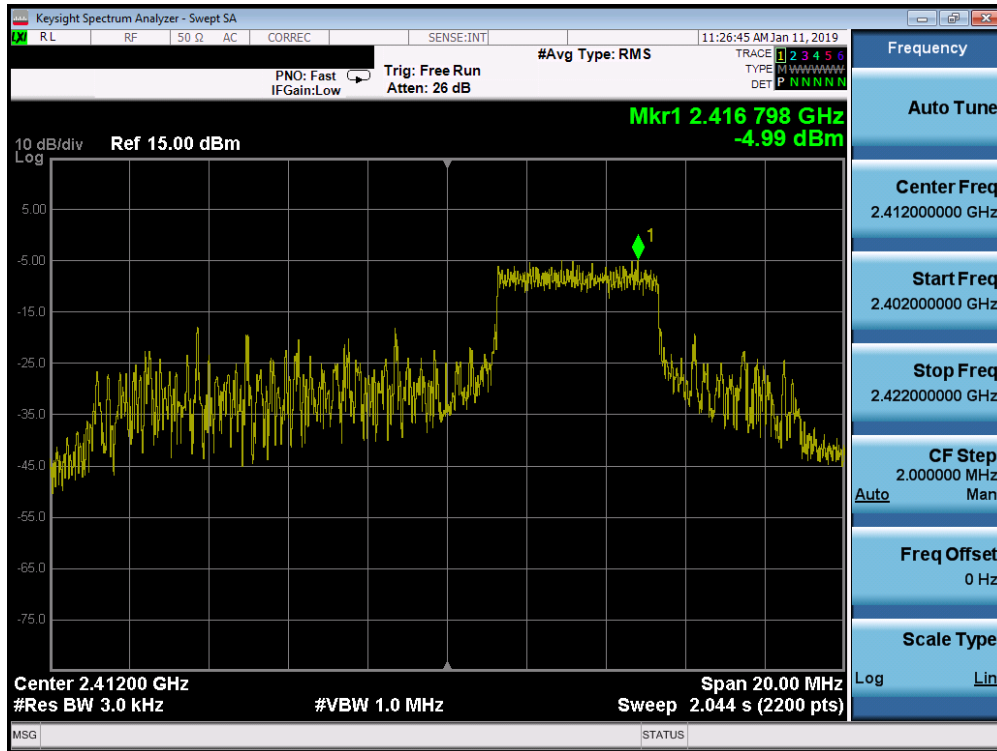 Keysight Spectrum Analyzer - Swept SA
LXI RL RF 50 Ω AC CORREC SENSE:INT 11:26:45 AM Jan 11, 2019
#Avg Type: RMS
TRACE 1 2 3 4 5 6
TYPE M WWWWW
DET P N N N N N
PNO: Fast
IFGain:Low
Trig: Free Run
Atten: 26 dB
Mkr1 2.416 798 GHz
-4.99 dBm
10 dB/div Ref 15.00 dBm
Log
5.00
-5.00
-15.0
-25.0
-35.0
-45.0
-55.0
-65.0
-75.0
1
Center 2.41200 GHz Span 20.00 MHz
#Res BW 3.0 kHz #VBW 1.0 MHz Sweep 2.044 s (2200 pts)
MSG STATUS
Frequency
Auto Tune
Center Freq
2.412000000 GHz
Start Freq
2.402000000 GHz
Stop Freq
2.422000000 GHz
CF Step
2.000000 MHz
Auto Man
Freq Offset
0 Hz
Scale Type
Log Lin